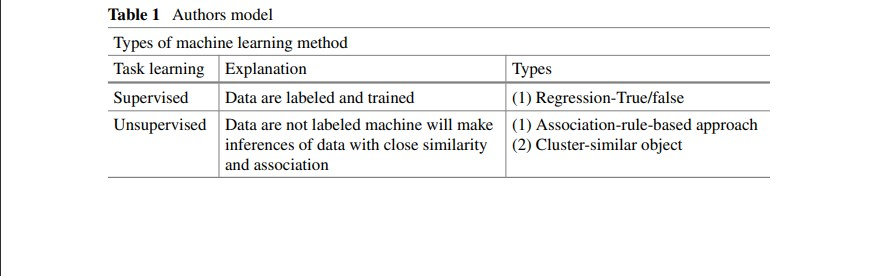 Table 1 Authors model
Types of machine learning method
Task learning Explanation Types
Supervised Data are labeled and trained (1) Regression-True/false
Unsupervised Data are not labeled machine will make (1) Association-rule-based approach
inferences of data with close similarity (2) Cluster-similar object
and association